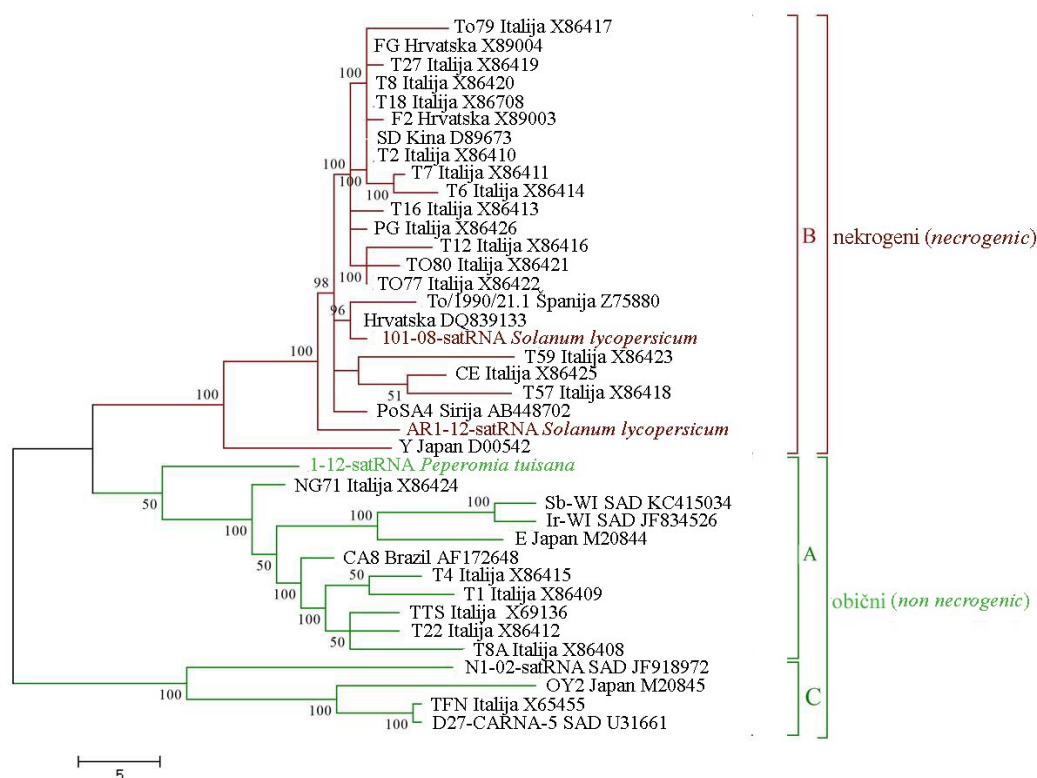 To79 Italija X86417
FG Hrvatska X89004
T27 Italija X86419
100
T8 Italija X86420
T18 Italija X86708
F2 Hrvatska X89003
SD Kina D89673
T2 Italija X86410
100
T7 Italija X86411
100
T6 Italija X86414
100
T16 Italija X86413
PG Italija X86426
B nekrogeni (necrogenic)
T12 Italija X86416
TO80 Italija X86421
100
TO77 Italija X86422
98
To/1990/21.1 Španija Z75880
96
Hrvatska DQ839133
101-08-satRNA Solanum lycopersicum
100
T59 Italija X86423
CE Italija X86425
51
T57 Italija X86418
100
PoSA4 Sirija AB448702
AR1-12-satRNA Solanum lycopersicum
Y Japan D00542
1-12-satRNA Peperomia tuisana
50
NG71 Italija X86424
100
Sb-WI SAD KC415034
100
Ir-WI SAD JF834526
100
E Japan M20844
50
CA8 Brazil AF172648
A
50
T4 Italija X86415
100
T1 Italija X86409
obični (non necrogenic)
100
TTS Italija X69136
T22 Italija X86412
50
T8A Italija X86408
N1-02-satRNA SAD JF918972
100
OY2 Japan M20845
C
100
TFN Italija X65455
100
D27-CARNA-5 SAD U31661
5